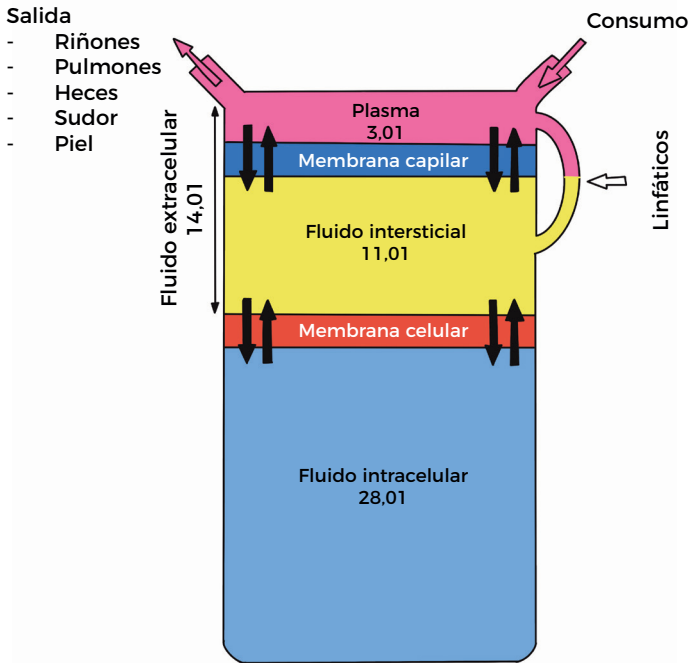 Salida
- Riñones
- Pulmones
- Heces
- Sudor
- Piel
Consumo
Plasma
3,01
Membrana capilar
Fluido extracelular
14,01
Linfáticos
Fluido intersticial
11,01
Membrana celular
Fluido intracelular
28,01